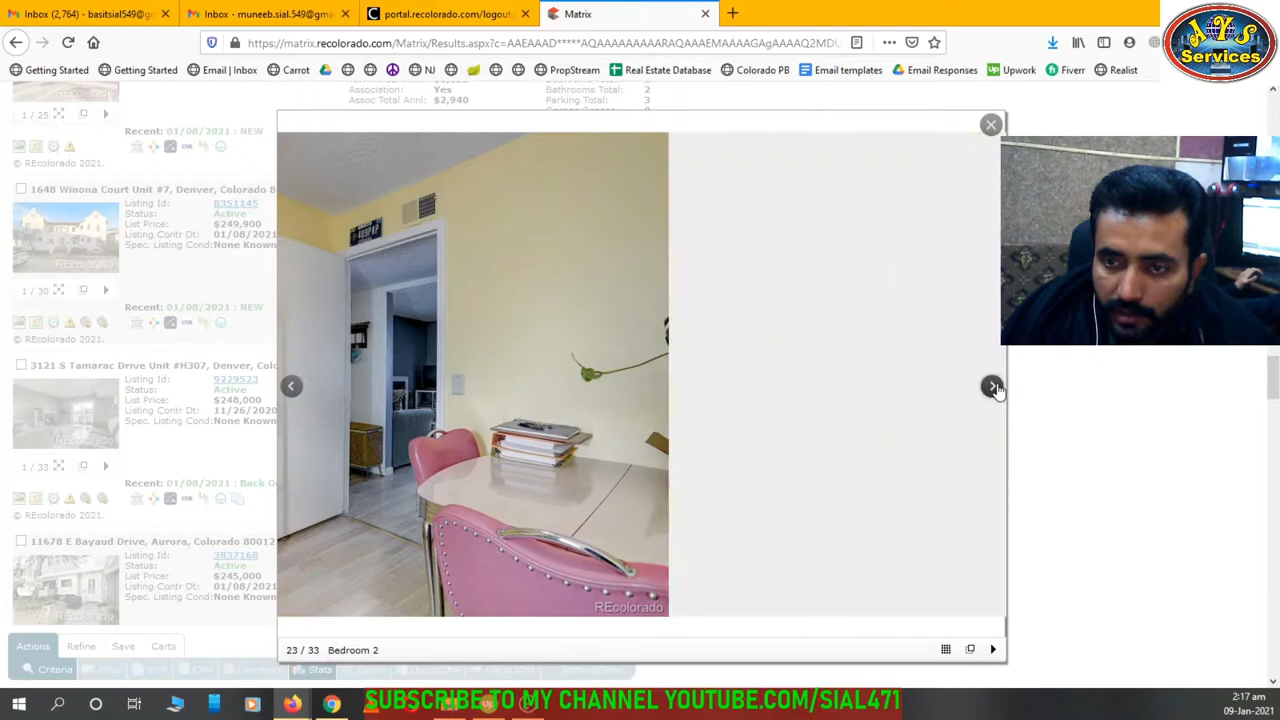 Inbox (2,764) - basitsial549@gm
Inbox - muneeb.sial.549@gm
portal.recolorado.com/logout
Matrix
https://matrix.recolorado.com/Matrix/Results.aspx?c=AAEAAAD*****AQAAAAAAAAARAQAAAEMAAAAGAgAAAAQ2MDU
AYS
Services
Getting Started
Getting Started
Email | Inbox
Carrot
NJ
PropStream
Real Estate Database
Colorado PB
Email templates
Email Responses
Upwork
Fiverr
Realist
Association: Yes
Bathrooms Total: 2
Assoc Total Annl: $2,940
Parking Total: 3
1 / 25
Recent: 01/08/2021 : NEW
© REcolorado 2021.
1648 Winona Court Unit #7, Denver, Colorado 8
Listing Id: 8351145
Status: Active
List Price: $249,900
Listing Contr Dt: 01/08/2021
Spec. Listing Cond: None Known
REcolorado
1 / 30
Recent: 01/08/2021 : NEW
© REcolorado 2021.
3121 S Tamarac Drive Unit #H307, Denver, Colo
Listing Id: 9229523
Status: Active
List Price: $248,000
Listing Contr Dt: 11/26/2020
Spec. Listing Cond: None Known
REcolorado
1 / 33
Recent: 01/08/2021 : Back O
© REcolorado 2021.
11678 E Bayaud Drive, Aurora, Colorado 80012
Listing Id: 3837168
Status: Active
List Price: $245,000
Listing Contr Dt: 01/08/2021
Spec. Listing Cond: None Known
REcolorado
REcolorado
23 / 33 Bedroom 2
Actions
Refine
Save
Carts
Criteria
Stats
SUBSCRIBE TO MY CHANNEL YOUTUBE.COM/SIAL471
2:17 am
09-Jan-2021